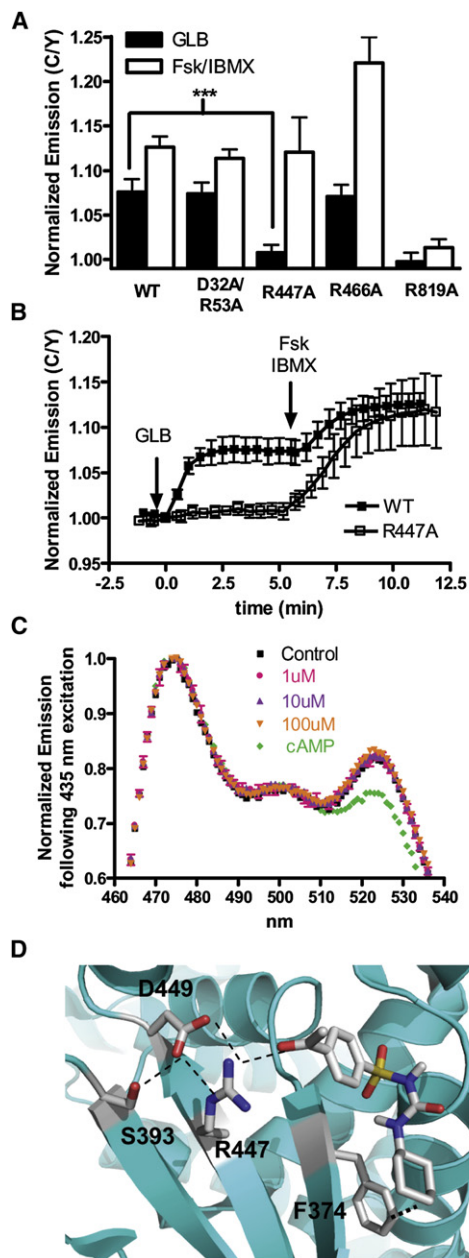 A
GLB
Fsk/IBMX
***
Normalized Emission (C/Y)
1.25
1.20
1.15
1.10
1.05
1.00
WT
D32A/
R53A
R447A
R466A
R819A
B
Normalized Emission (C/Y)
1.20
1.15
1.10
1.05
1.00
0.95
GLB
Fsk
IBMX
WT
R447A
-2.5
0.0
2.5
5.0
7.5
10.0
12.5
time (min)
C
Normalized Emission
following 435 nm excitation
1.0
0.9
0.8
0.7
0.6
Control
1uM
10uM
100uM
cAMP
460
470
480
490
500
510
520
530
540
nm
D
D449
S393
R447
F374